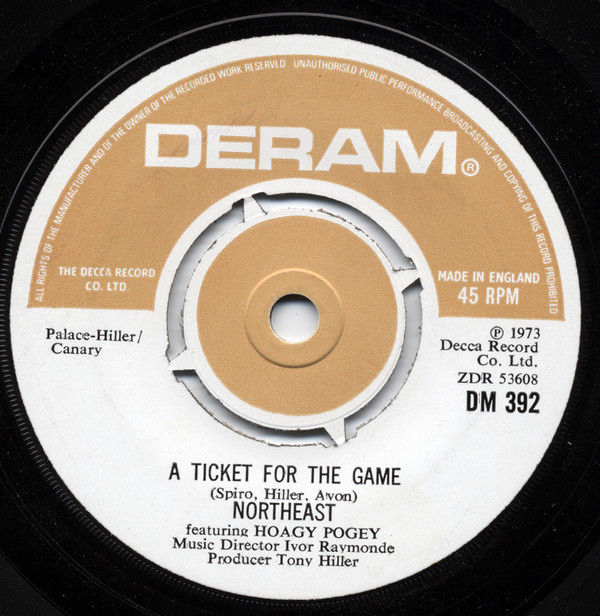 ALL RIGHTS OF THE MANUFACTURER AND OF THE OWNER OF THE RECORDED WORK RESERVED UNAUTHORISED PUBLIC PERFORMANCE BROADCASTING AND COPYING OF THIS RECORD PROHIBITED
DERAM®
THE DECCA RECORD
CO. LTD.
MADE IN ENGLAND
45 RPM
Palace-Hiller/
Canary
℗ 1973
Decca Record
Co. Ltd.
ZDR 53608
DM 392
A TICKET FOR THE GAME
(Spiro, Hiller, Avon)
NORTHEAST
featuring HOAGY POGEY
Music Director Ivor Raymonde
Producer Tony Hiller